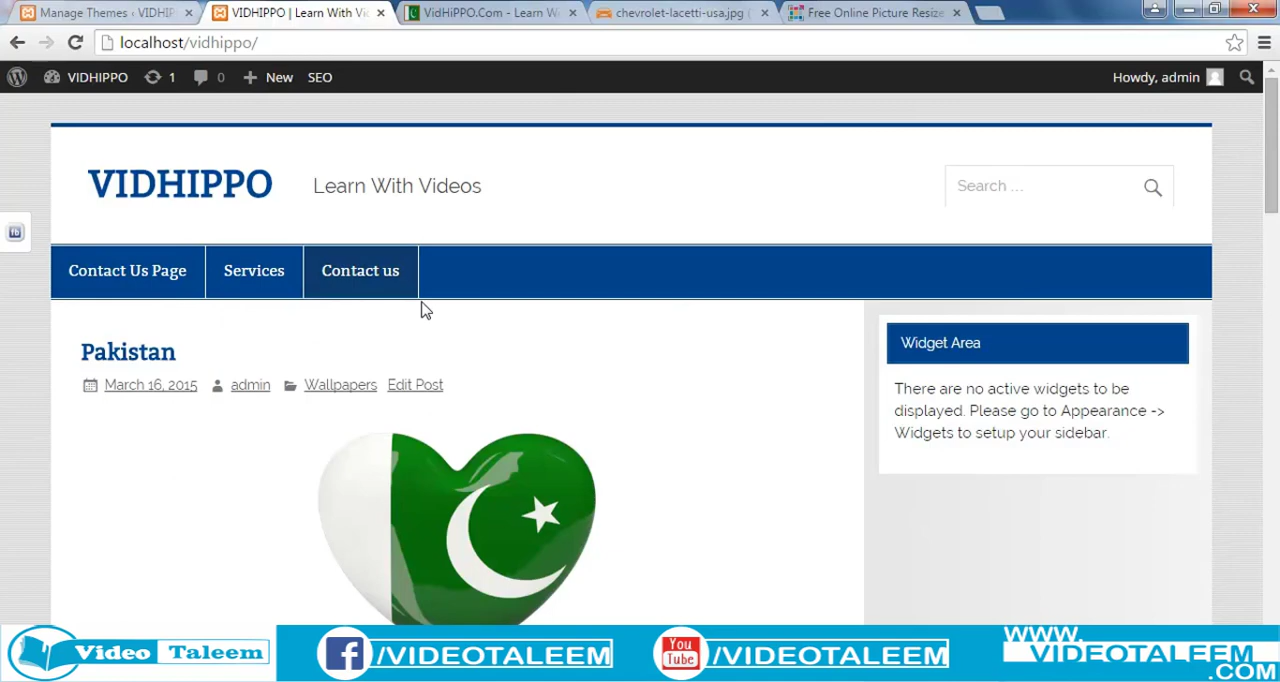 Manage Themes ‹ VIDHIP
VIDHIPPO | Learn With Vi
VidHiPPO.Com - Learn W
chevrolet-lacetti-usa.jpg (
Free Online Picture Resize
localhost/vidhippo/
VIDHIPPO 1 0 New SEO
Howdy, admin
VIDHIPPO
Learn With Videos
Search ...
Contact Us Page
Services
Contact us
Pakistan
March 16, 2015 admin Wallpapers Edit Post
Widget Area
There are no active widgets to be
displayed. Please go to Appearance ->
Widgets to setup your sidebar.
Video Taleem
/VIDEOTALEEM
You
Tube
/VIDEOTALEEM
WWW.
VIDEOTALEEM
.COM